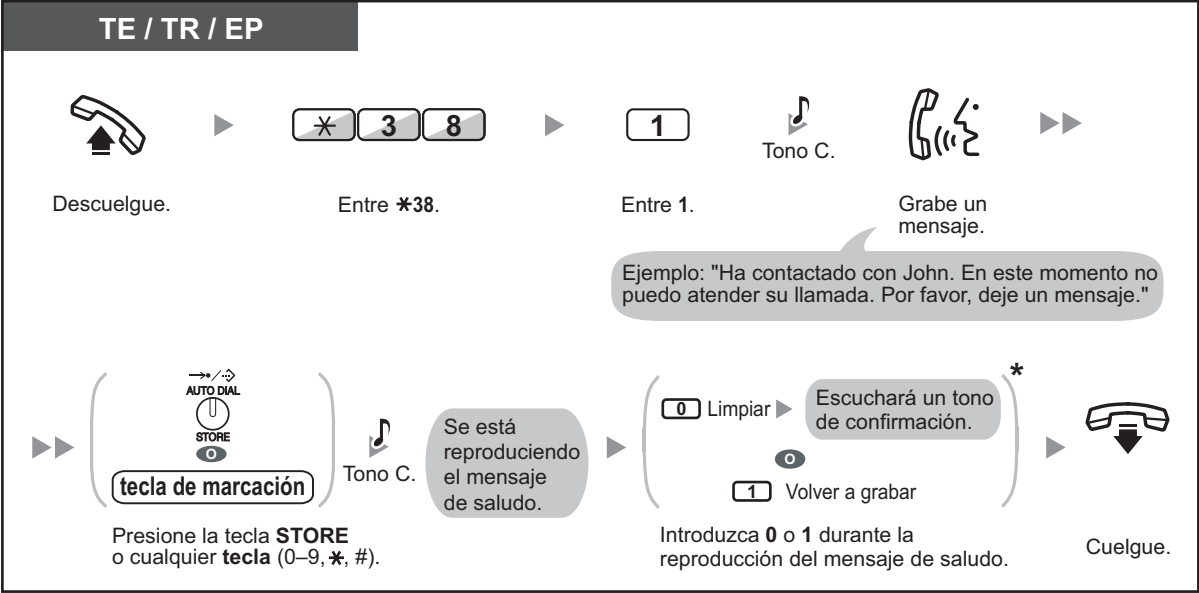 TE / TR / EP
* 3 8
1
Tono C.
Descuelgue.
Entre *38.
Entre 1.
Grabe un
mensaje.
Ejemplo: "Ha contactado con John. En este momento no
puedo atender su llamada. Por favor, deje un mensaje."
AUTO DIAL
STORE
O
tecla de marcación
Tono C.
Se está
reproduciendo
el mensaje
de saludo.
Presione la tecla STORE
o cualquier tecla (0–9, *, #).
*
0 Limpiar
Escuchará un tono
de confirmación.
O
1 Volver a grabar
Introduzca 0 o 1 durante la
reproducción del mensaje de saludo.
Cuelgue.